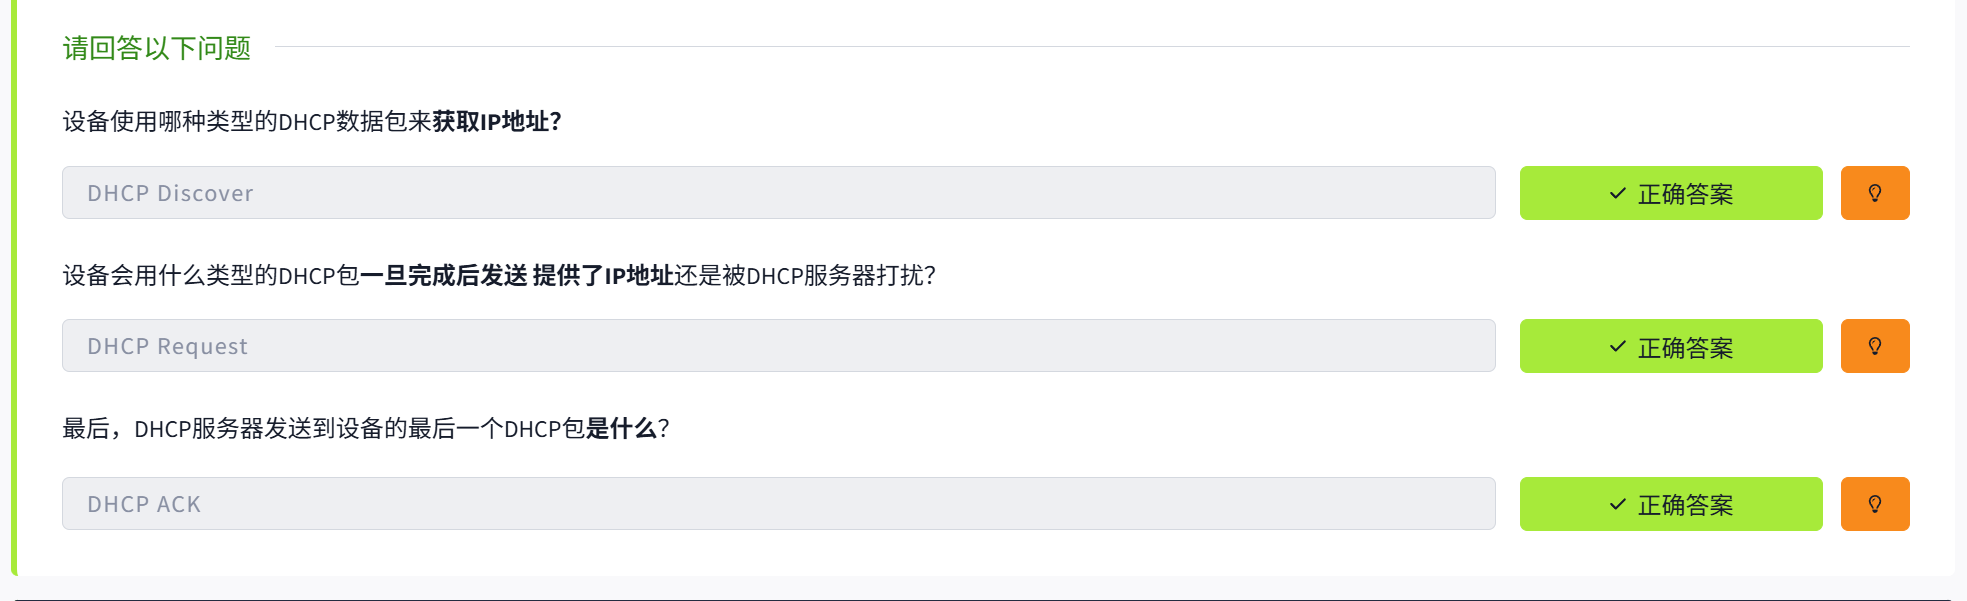 请回答以下问题
设备使用哪种类型的DHCP数据包来获取IP地址？
DHCP Discover
正确答案
设备会用什么类型的DHCP包一旦完成后发送 提供了IP地址还是被DHCP服务器打扰？
DHCP Request
正确答案
最后，DHCP服务器发送到设备的最后一个DHCP包是什么？
DHCP ACK
正确答案